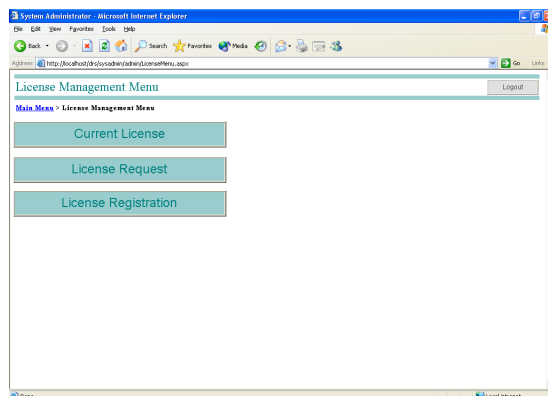 System Administrator - Microsoft Internet Explorer
File Edit View Favorites Tools Help
Back Search Favorites Media
Address http://localhost/drs/sysadmin/admin/LicenseMenu.aspx Go Links
License Management Menu Logout
Main Menu > License Management Menu
Current License
License Request
License Registration
Done Local intranet